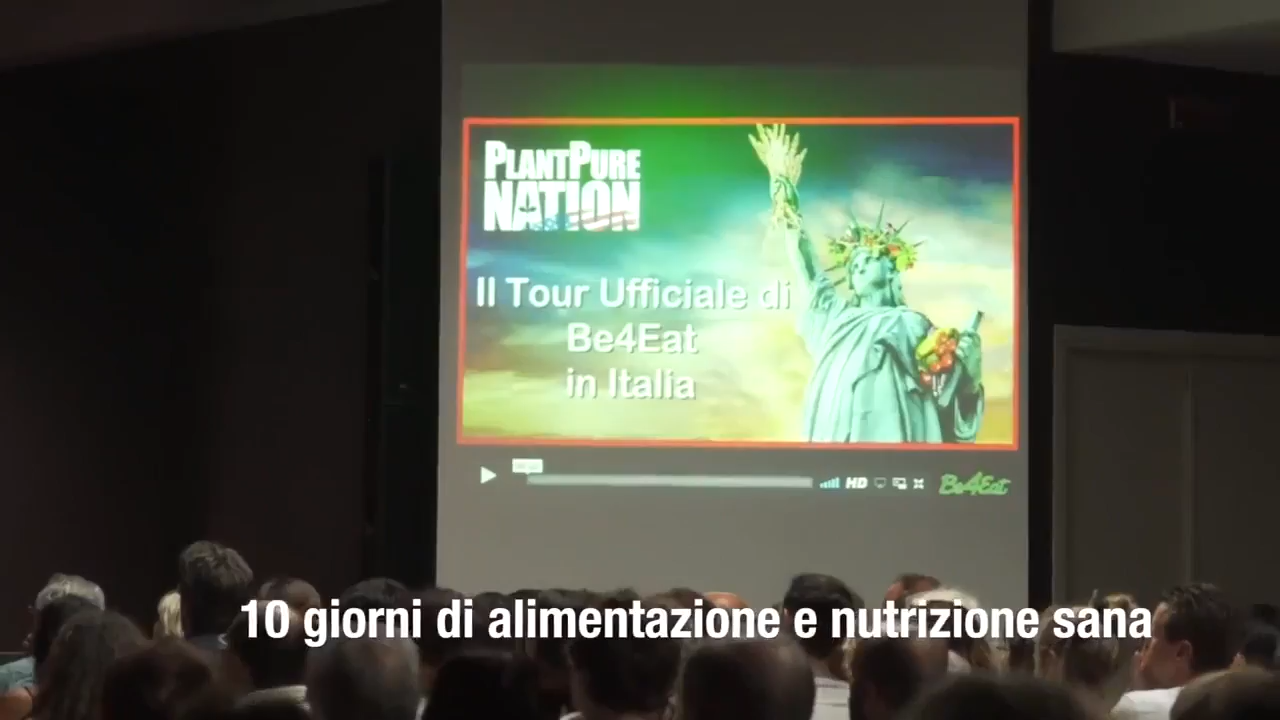 PLANTPURE
NATION
Il Tour Ufficiale di
Be4Eat
in Italia
HD
Be4Eat
10 giorni di alimentazione e nutrizione sana